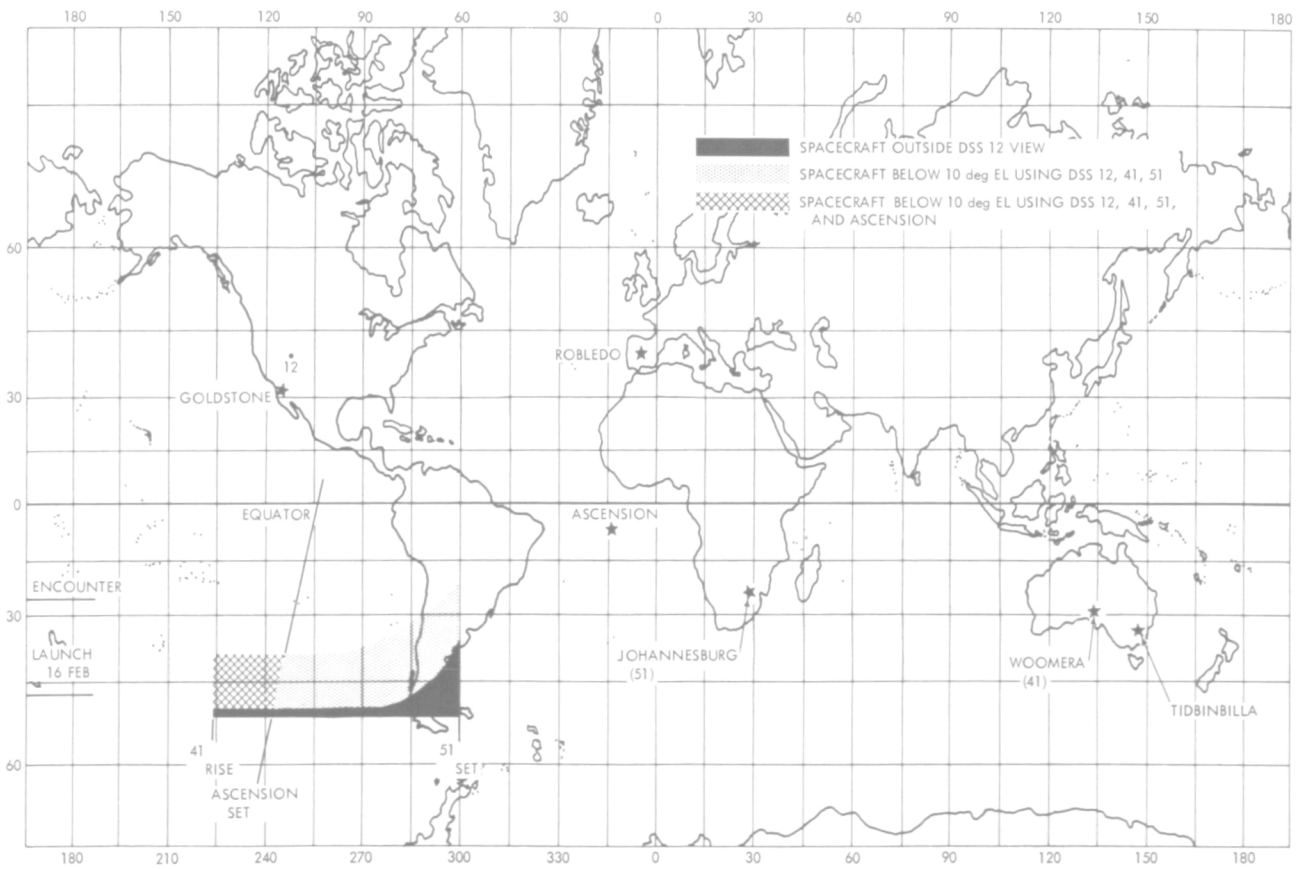 180 150 120 90 60 30 0 30 60 90 120 150 180
SPACECRAFT OUTSIDE DSS 12 VIEW
SPACECRAFT BELOW 10 deg EL USING DSS 12, 41, 51
SPACECRAFT BELOW 10 deg EL USING DSS 12, 41, 51,
AND ASCENSION
60
ROBLEDO
12
GOLDSTONE
30
0
EQUATOR
ASCENSION
ENCOUNTER
30
LAUNCH
16 FEB
JOHANNESBURG
(51)
WOOMERA
(41)
TIDBINBILLA
41
RISE
51
SET
60
ASCENSION
SET
180 210 240 270 300 330 0 30 60 90 120 150 180